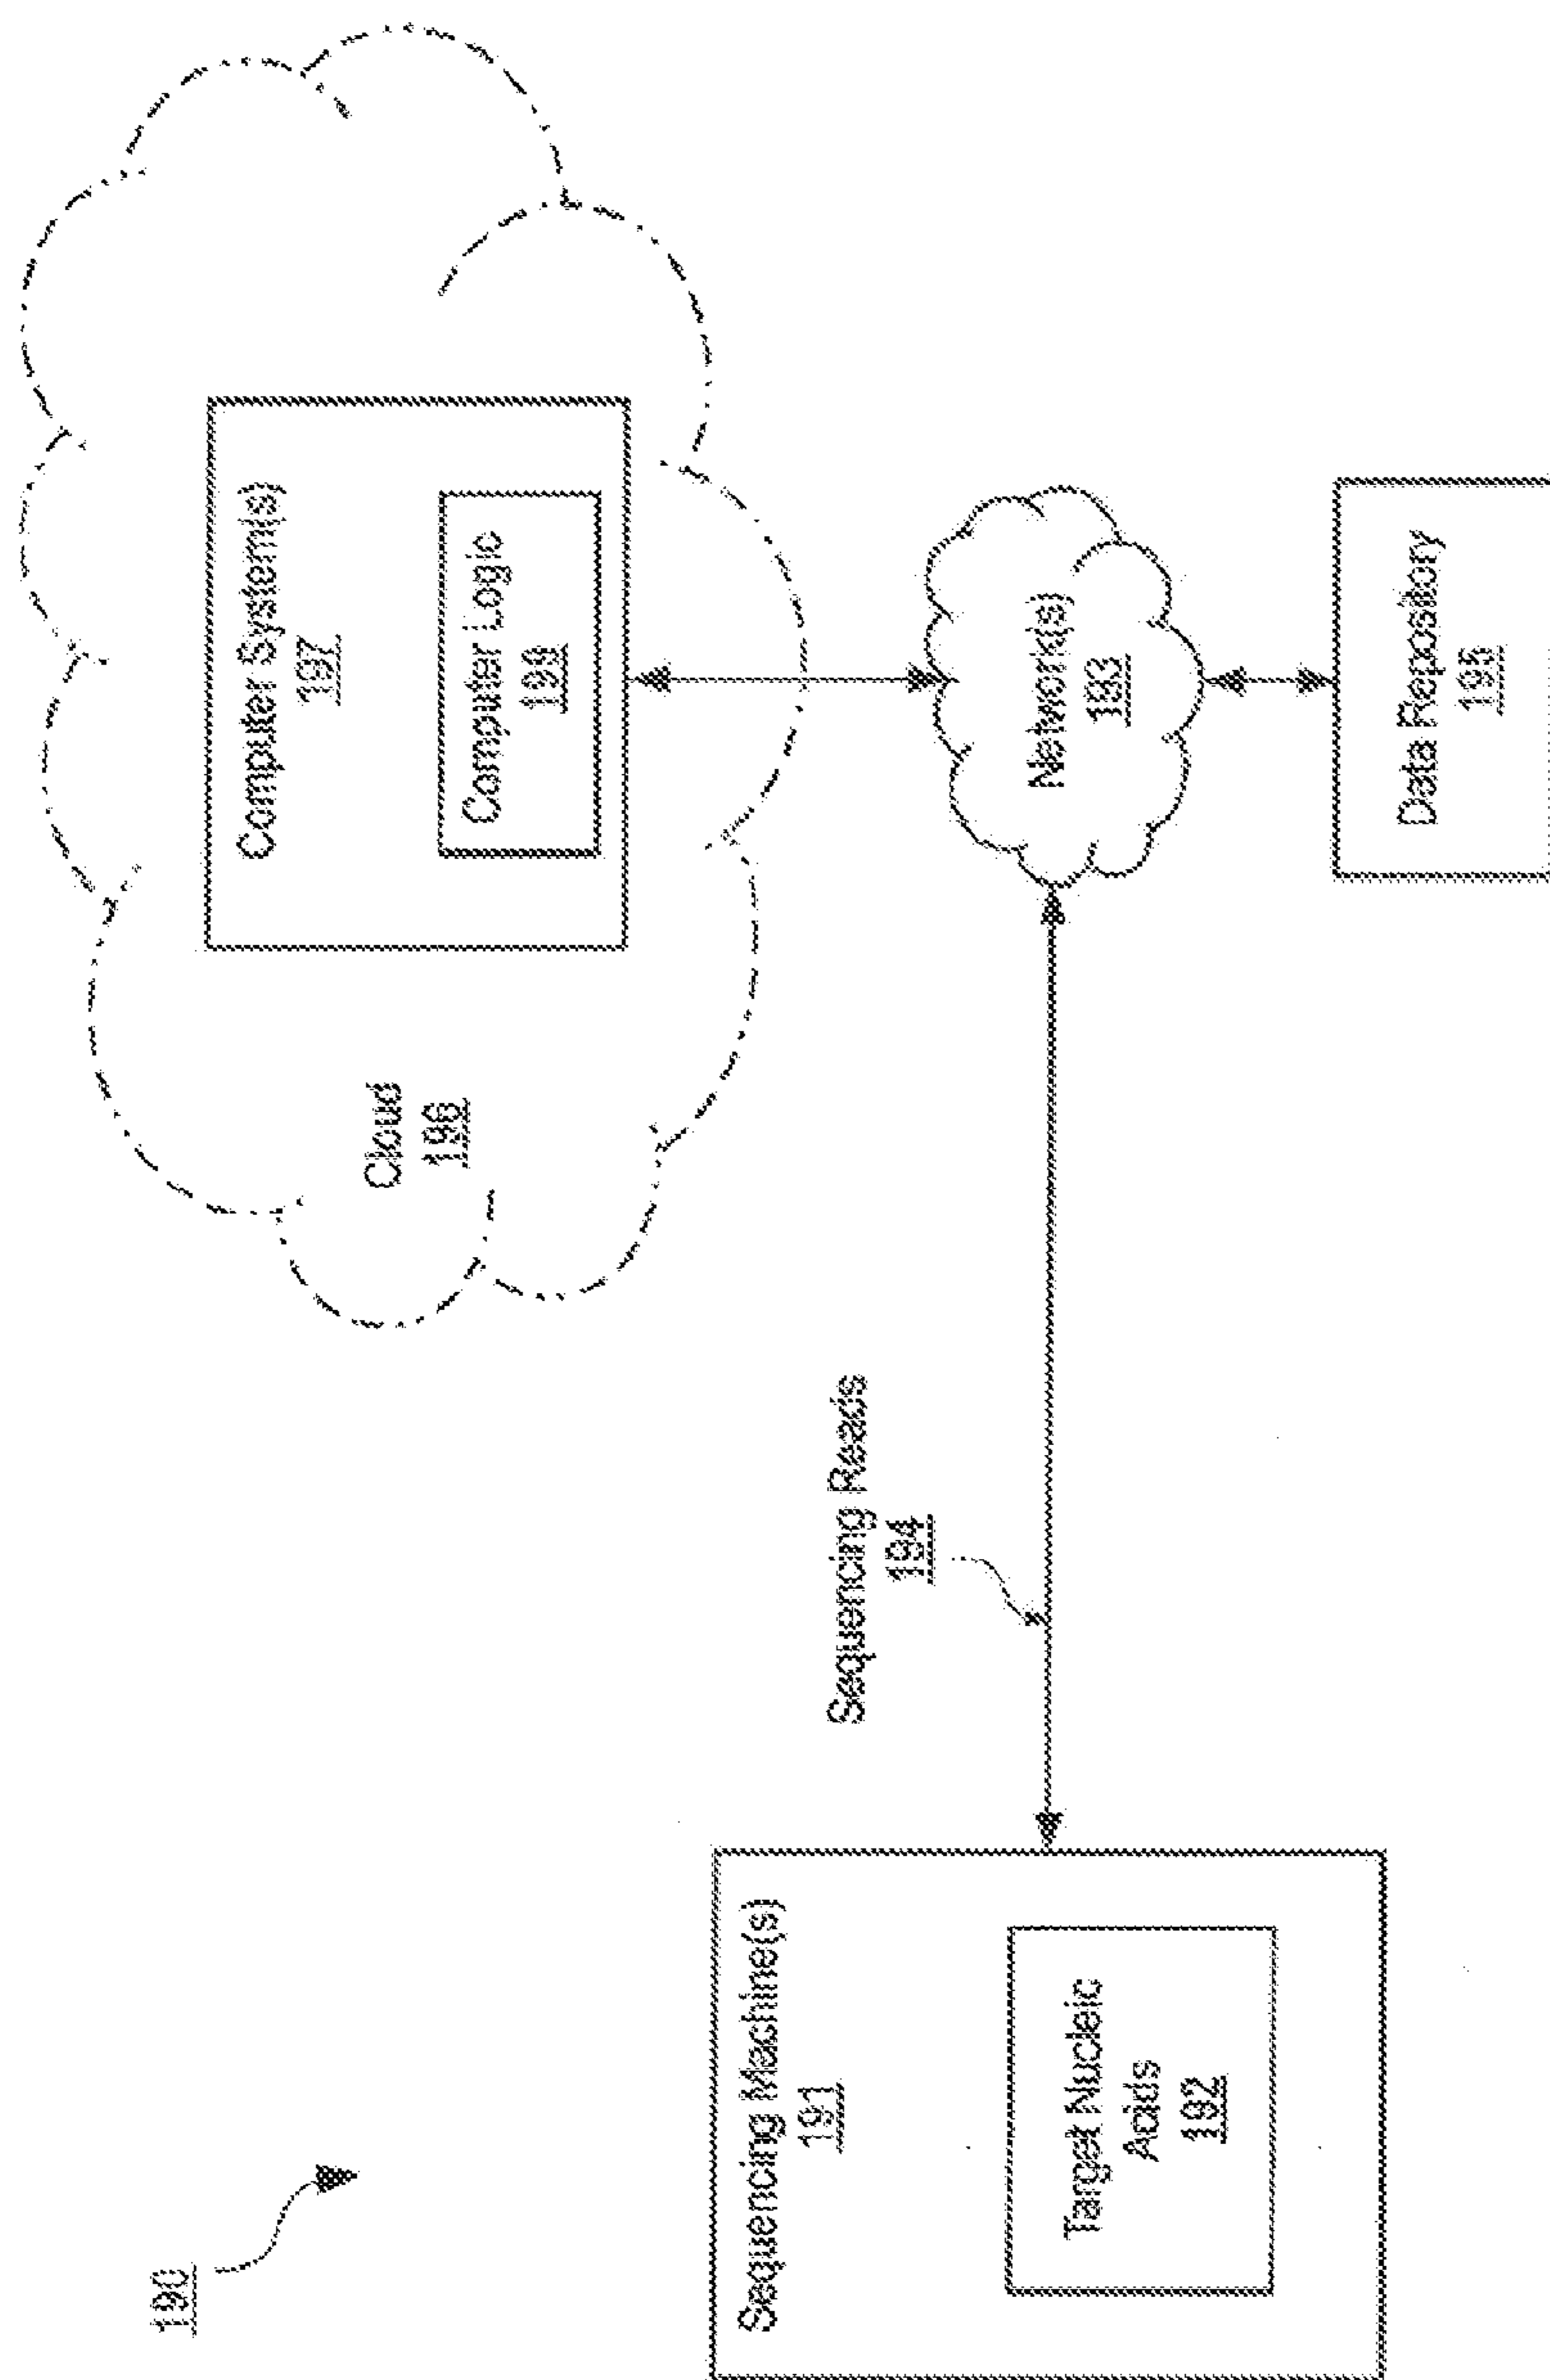 190
Computer System(s)
197
Computer Logic
Cloud
196
Sequencing Machine(s)
191
Target Nucleic
Acids
192
Sequencing Reads
194
Network(s)
193
Data Repository
195